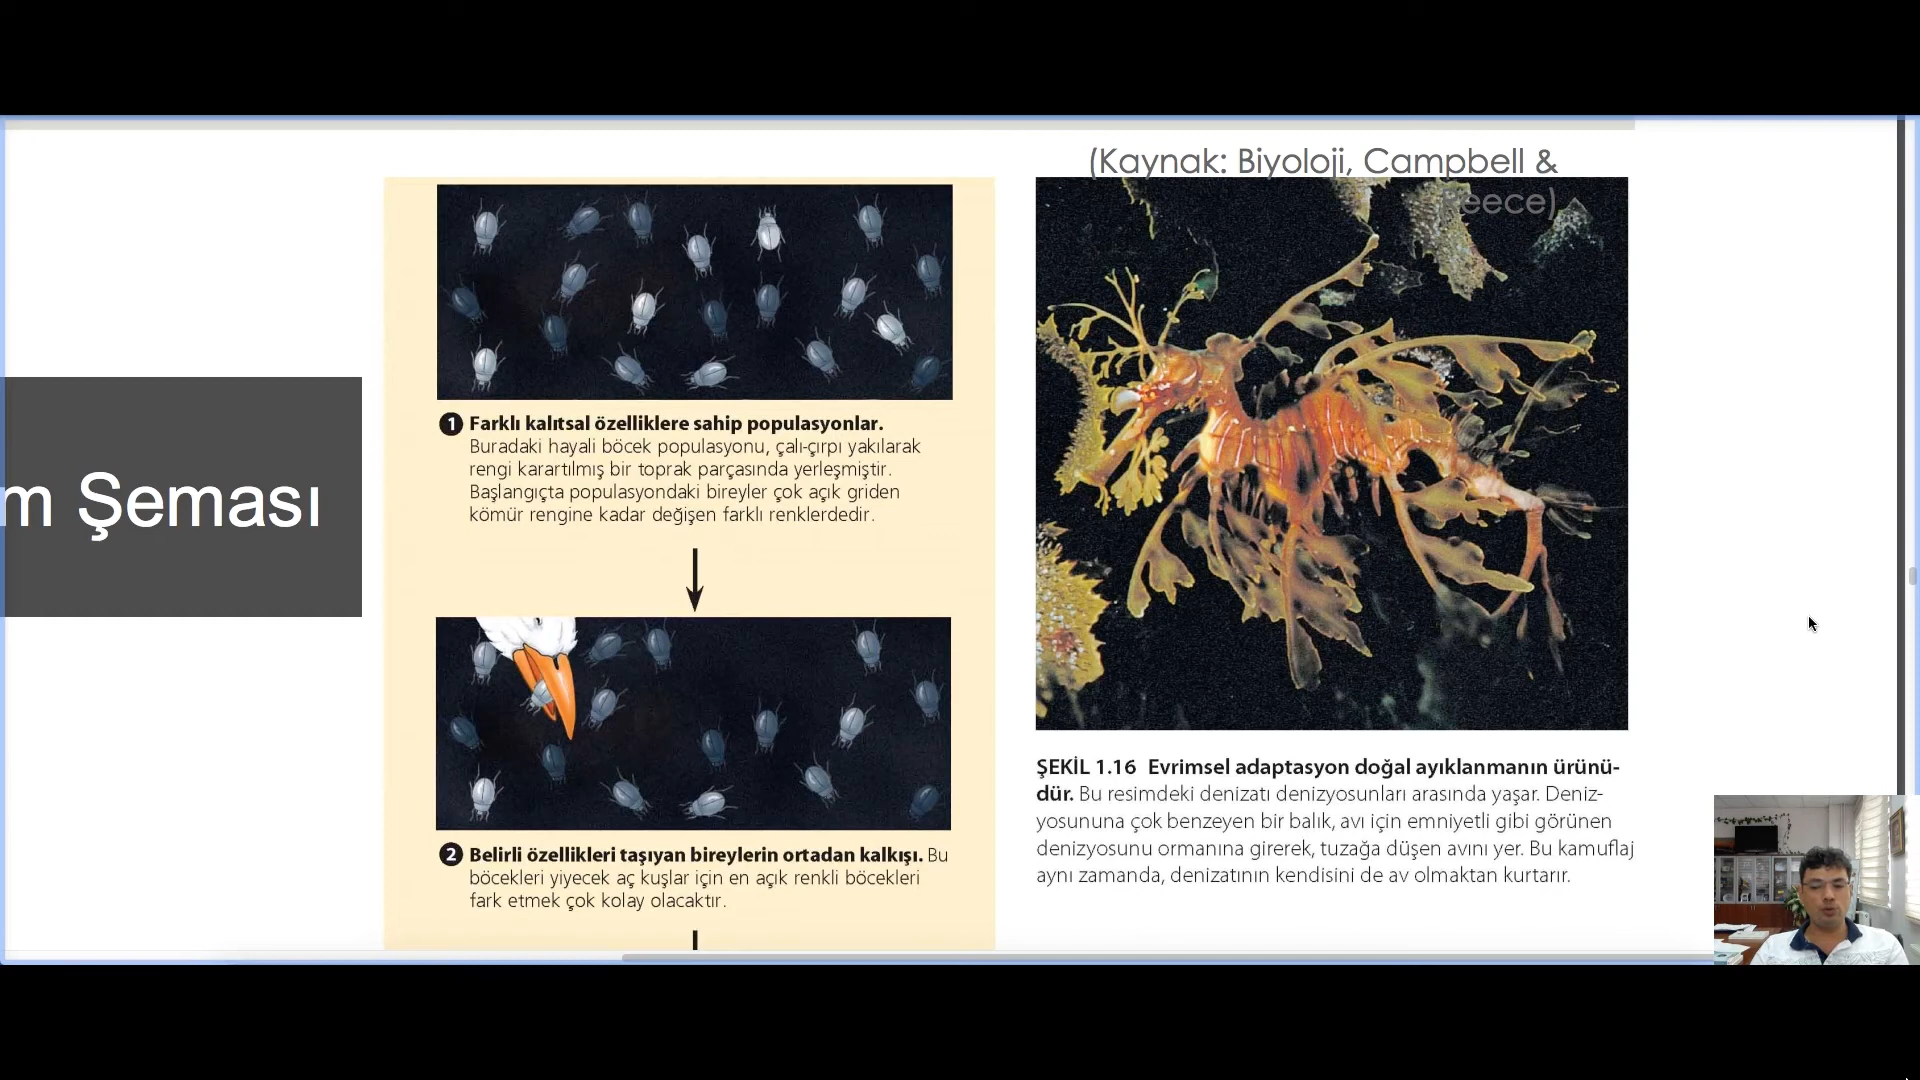 (Kaynak: Biyoloji, Campbell &
eece)
m Şeması
1 Farklı kalıtsal özelliklere sahip populasyonlar.
Buradaki hayali böcek populasyonu, çalı-çırpı yakılarak
rengi karartılmış bir toprak parçasında yerleşmiştir.
Başlangıçta populasyondaki bireyler çok açık griden
kömür rengine kadar değişen farklı renklerdedir.
2 Belirli özellikleri taşıyan bireylerin ortadan kalkışı. Bu
böcekleri yiyecek aç kuşlar için en açık renkli böcekleri
fark etmek çok kolay olacaktır.
ŞEKİL 1.16 Evrimsel adaptasyon doğal ayıklanmanın ürünü-
dür. Bu resimdeki denizatı denizyosunları arasında yaşar. Deniz-
yosununa çok benzeyen bir balık, avı için emniyetli gibi görünen
denizyosunu ormanına girerek, tuzağa düşen avını yer. Bu kamuflaj
aynı zamanda, denizatının kendisini de av olmaktan kurtarır.